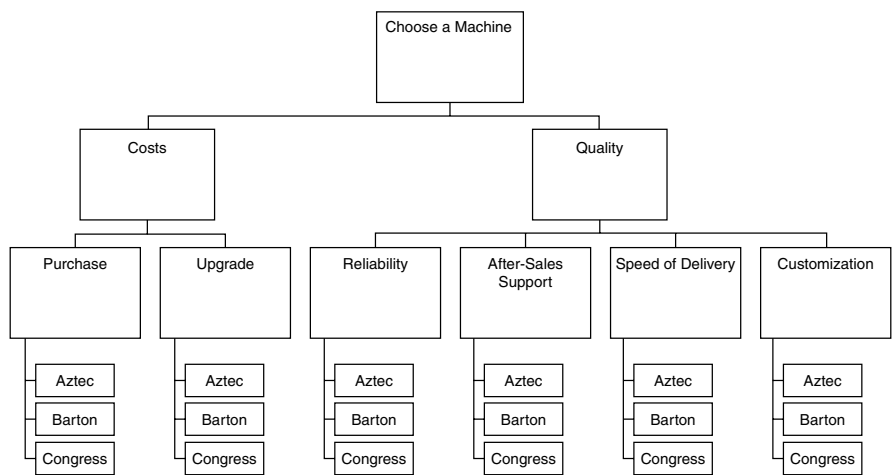 Choose a Machine
Costs
Quality
Purchase
Upgrade
Reliability
After-Sales
Support
Speed of Delivery
Customization
Aztec
Aztec
Aztec
Aztec
Aztec
Aztec
Barton
Barton
Barton
Barton
Barton
Barton
Congress
Congress
Congress
Congress
Congress
Congress